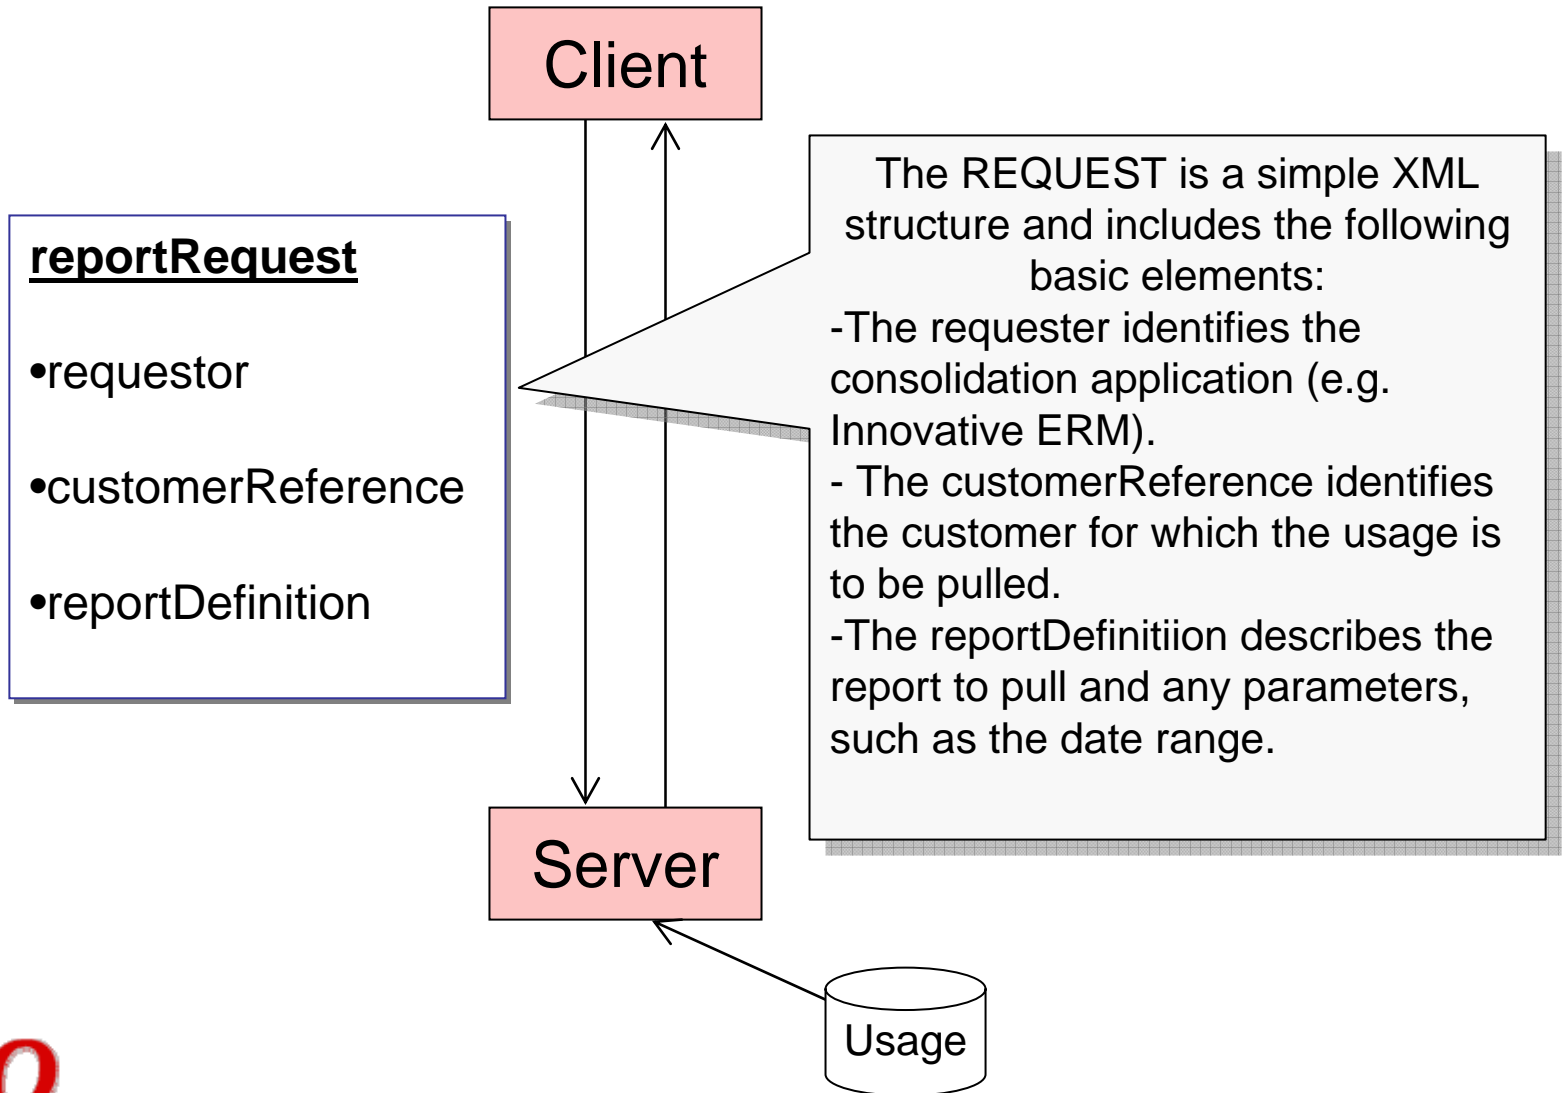 Client
reportRequest
•requestor
•customerReference
•reportDefinition
The REQUEST is a simple XML
structure and includes the following
basic elements:
-The requester identifies the
consolidation application (e.g.
Innovative ERM).
- The customerReference identifies
the customer for which the usage is
to be pulled.
-The reportDefinitiion describes the
report to pull and any parameters,
such as the date range.
Server
Usage